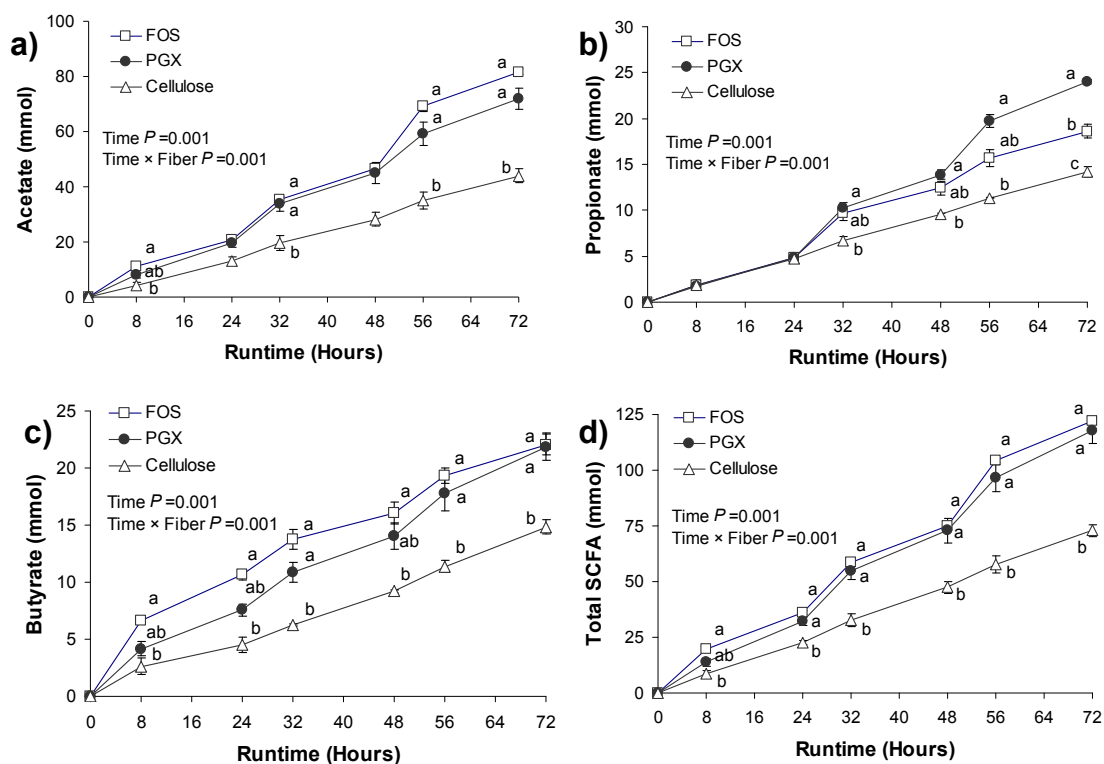 a)
FOS
PGX
Cellulose
Time P =0.001
Time × Fiber P =0.001
Acetate (mmol)
100
80
60
40
20
0
a
ab
b
a
a
b
a
a
b
a
a
b
0 8 16 24 32 40 48 56 64 72
Runtime (Hours)
b)
FOS
PGX
Cellulose
Time P =0.001
Time × Fiber P =0.001
Propionate (mmol)
30
25
20
15
10
5
0
a
ab
b
a
ab
b
a
ab
b
a
b
c
0 8 16 24 32 40 48 56 64 72
Runtime (Hours)
c)
FOS
PGX
Cellulose
Time P =0.001
Time × Fiber P =0.001
Butyrate (mmol)
25
20
15
10
5
0
a
ab
b
a
ab
b
a
a
b
a
ab
b
a
a
b
a
a
b
0 8 16 24 32 40 48 56 64 72
Runtime (Hours)
d)
FOS
PGX
Cellulose
Time P =0.001
Time × Fiber P =0.001
Total SCFA (mmol)
125
100
75
50
25
0
a
ab
b
a
a
b
a
a
b
a
a
b
a
a
b
a
a
b
0 8 16 24 32 40 48 56 64 72
Runtime (Hours)